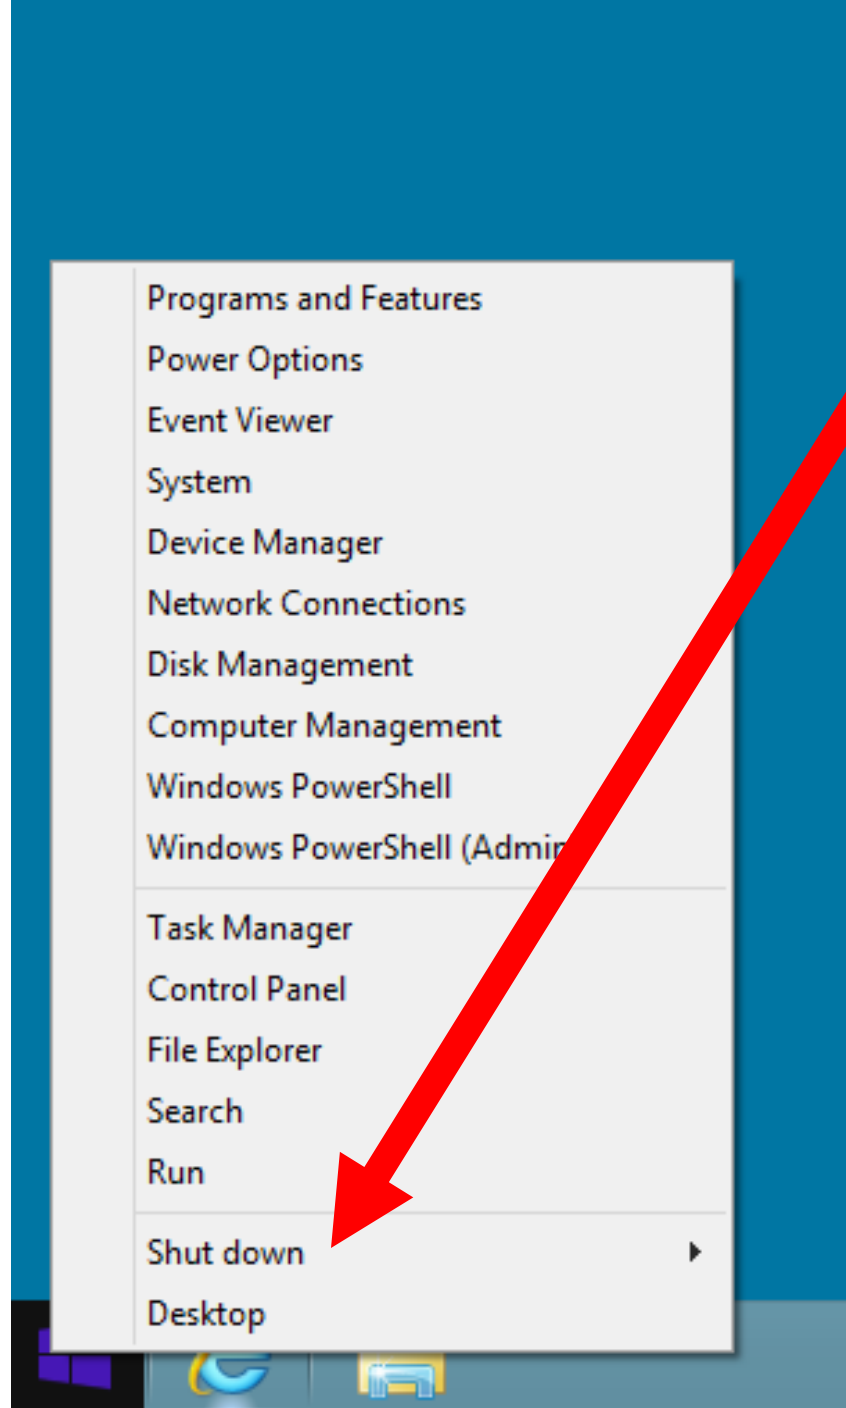 Programs and Features
Power Options
Event Viewer
System
Device Manager
Network Connections
Disk Management
Computer Management
Windows PowerShell
Windows PowerShell (Admin
Task Manager
Control Panel
File Explorer
Search
Run
Shut down
Desktop